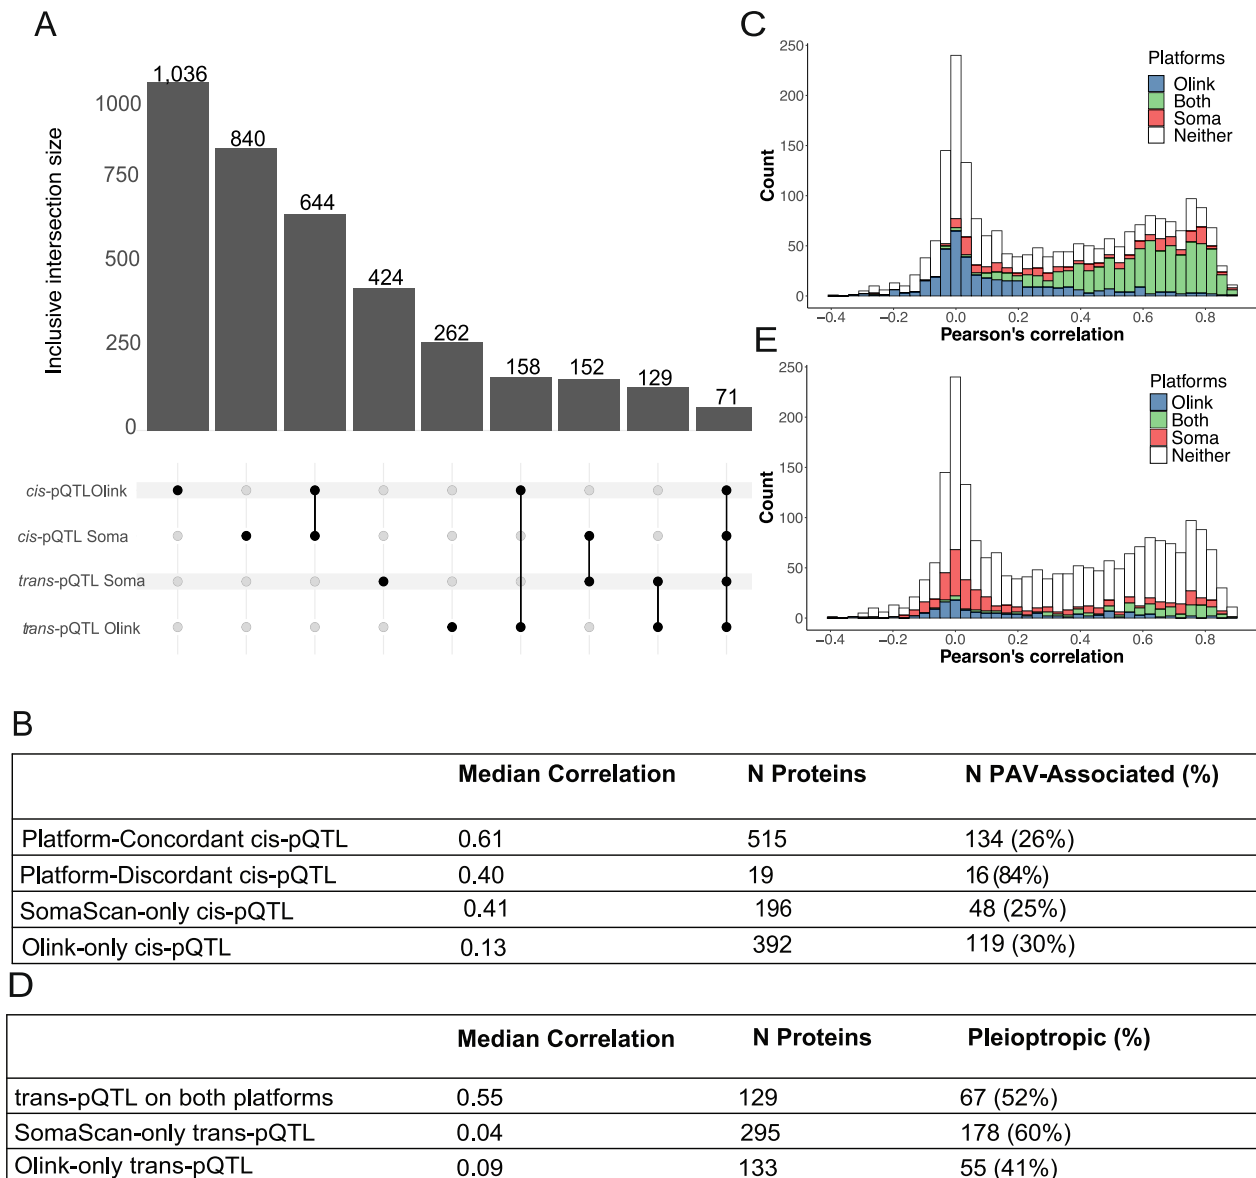 A
Inclusive intersection size
1000
750
500
250
0
1,036
840
644
424
262
158
152
129
71
cis-pQTLOlink
cis-pQTL Soma
trans-pQTL Soma
trans-pQTL Olink
C
Count
250
200
150
100
50
0
Platforms
Olink
Both
Soma
Neither
−0.4 −0.2 0.0 0.2 0.4 0.6 0.8
Pearson's correlation
E
Count
250
200
150
100
50
0
Platforms
Olink
Both
Soma
Neither
−0.4 −0.2 0.0 0.2 0.4 0.6 0.8
Pearson's correlation
B
Median Correlation N Proteins N PAV-Associated (%)
Platform-Concordant cis-pQTL 0.61 515 134 (26%)
Platform-Discordant cis-pQTL 0.40 19 16 (84%)
SomaScan-only cis-pQTL 0.41 196 48 (25%)
Olink-only cis-pQTL 0.13 392 119 (30%)
D
Median Correlation N Proteins Pleioptropic (%)
trans-pQTL on both platforms 0.55 129 67 (52%)
SomaScan-only trans-pQTL 0.04 295 178 (60%)
Olink-only trans-pQTL 0.09 133 55 (41%)